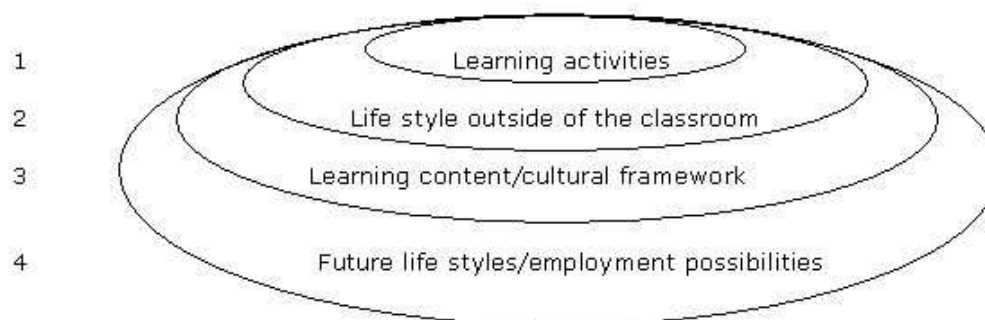 1 Learning activities
2 Life style outside of the classroom
3 Learning content/cultural framework
4 Future life styles/employment possibilities